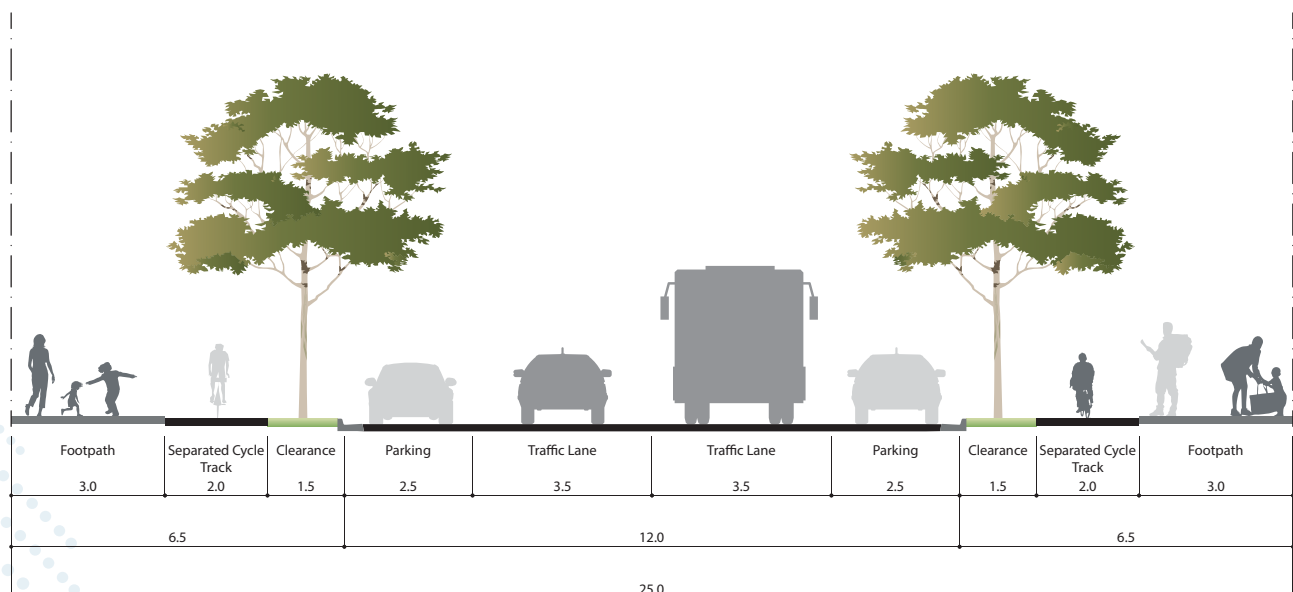 Footpath Separated Cycle Clearance Parking Traffic Lane Traffic Lane Parking Clearance Separated Cycle Footpath
Track Track
3.0 2.0 1.5 2.5 3.5 3.5 2.5 1.5 2.0 3.0
6.5 12.0 6.5
25.0